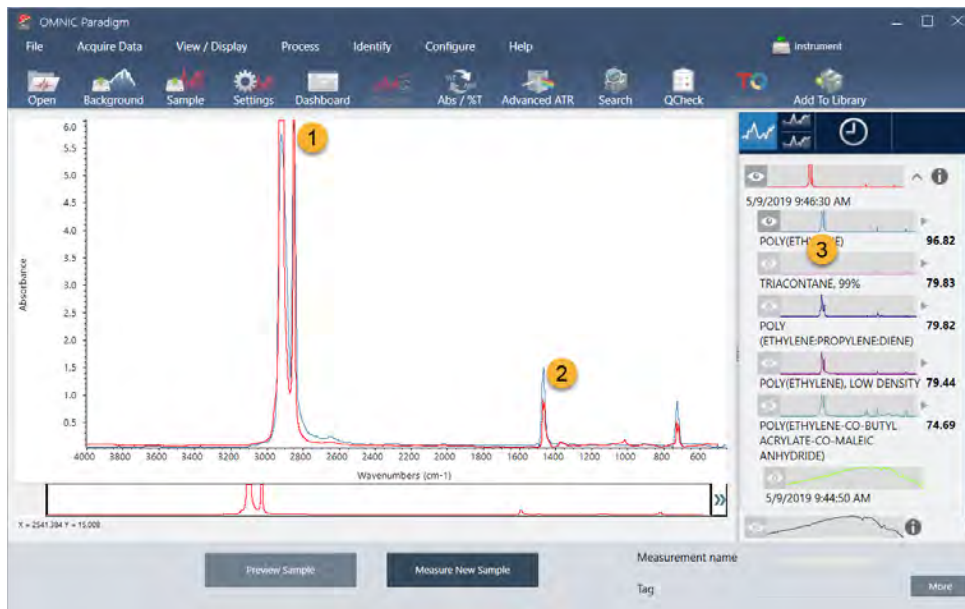 OMNIC Paradigm
File Acquire Data View / Display Process Identify Configure Help Instrument
Open Background Sample Settings Dashboard Abs / %T Advanced ATR Search QCheck Add To Library
6.0
5.5
5.0
4.5
4.0
3.5
3.0
2.5
2.0
1.5
1.0
0.5
Absorbance
1
2
4000 3800 3600 3400 3200 3000 2800 2600 2400 2200 2000 1800 1600 1400 1200 1000 800 600
Wavenumbers (cm-1)
X = 2541.384 Y = 15.008
5/9/2019 9:46:30 AM
3
POLY(ETHYLENE) 96.82
TRIACONTANE, 99% 79.83
POLY 79.82
(ETHYLENE:PROPYLENE:DIENE)
POLY(ETHYLENE), LOW DENSITY 79.44
POLY(ETHYLENE-CO-BUTYL 74.69
ACRYLATE-CO-MALEIC
ANHYDRIDE)
5/9/2019 9:44:50 AM
Preview Sample Measure New Sample Measurement name
Tag More